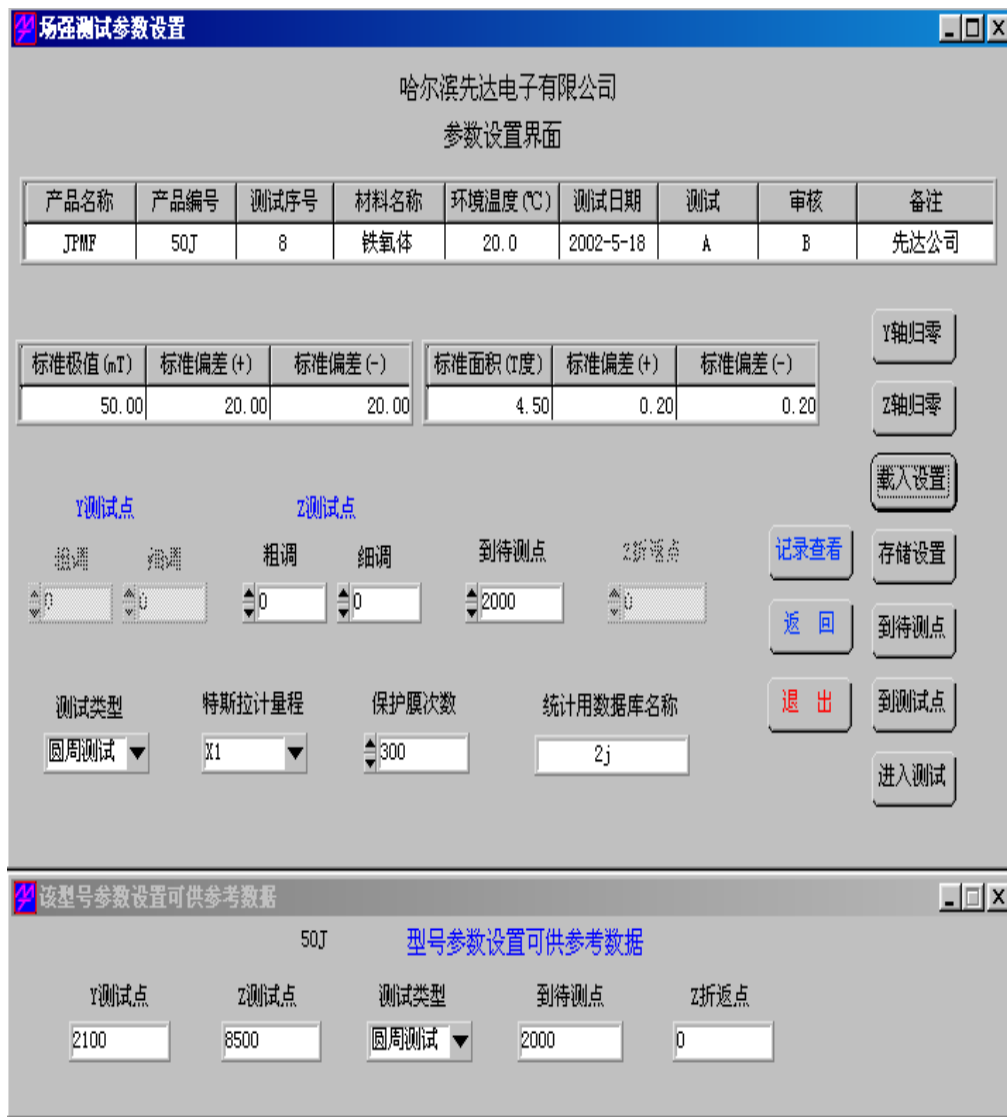 场强测试参数设置
哈尔滨先达电子有限公司
参数设置界面
产品名称 产品编号 测试序号 材料名称 环境温度(℃) 测试日期 测试 审核 备注
JPMF 50J 8 铁氧体 20.0 2002-5-18 A B 先达公司
Y轴归零
标准极值(mT) 标准偏差(+) 标准偏差(-) 标准面积(T度) 标准偏差(+) 标准偏差(-)
50.00 20.00 20.00 4.50 0.20 0.20
Z轴归零
载入设置
Y测试点 Z测试点
粗调 细调 粗调 细调 到待测点 Z折返点 记录查看 存储设置
0 0 0 0 2000 0
返 回 到待测点
测试类型 特斯拉计量程 保护膜次数 统计用数据库名称 退 出 到测试点
圆周测试 X1 300 2j
进入测试
该型号参数设置可供参考数据
50J 型号参数设置可供参考数据
Y测试点 Z测试点 测试类型 到待测点 Z折返点
2100 8500 圆周测试 2000 0